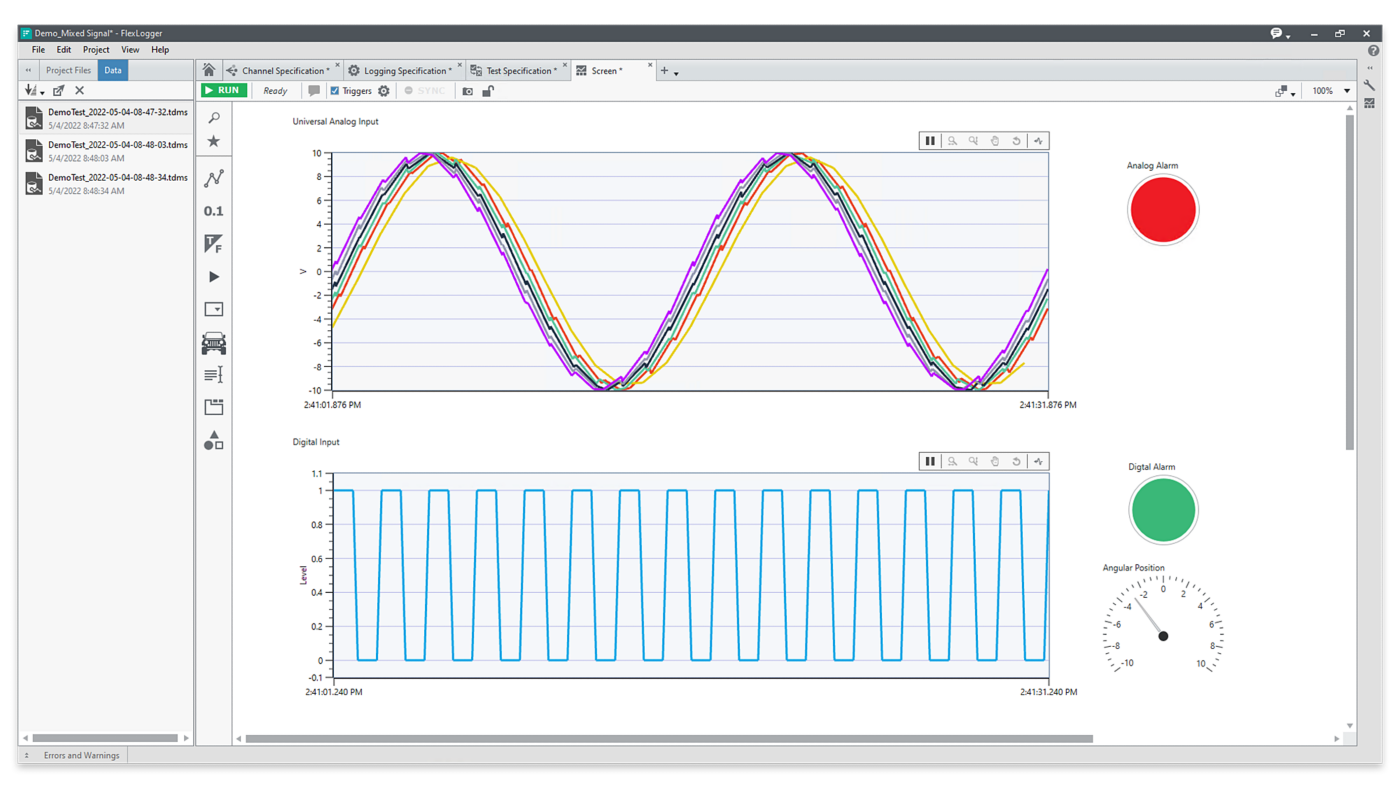 Demo_Mixed Signal* - FlexLogger
File Edit Project View Help
Project Files Data
Channel Specification * Logging Specification * Test Specification * Screen *
RUN Ready Triggers SYNC 100%
DemoTest_2022-05-04-08-47-32.tdms
5/4/2022 8:47:32 AM
DemoTest_2022-05-04-08-48-03.tdms
5/4/2022 8:48:03 AM
DemoTest_2022-05-04-08-48-34.tdms
5/4/2022 8:48:34 AM
0.1
T F
Universal Analog Input
10
8
6
4
2
0
-2
-4
-6
-8
-10
V
2:41:01.876 PM 2:41:31.876 PM
Analog Alarm
Digital Input
1.1
1
0.8
0.6
0.4
0.2
0
-0.1
Level
2:41:01.240 PM 2:41:31.240 PM
Digtal Alarm
Angular Position
-10 -8 -6 -4 -2 0 2 4 6 8 10
Errors and Warnings